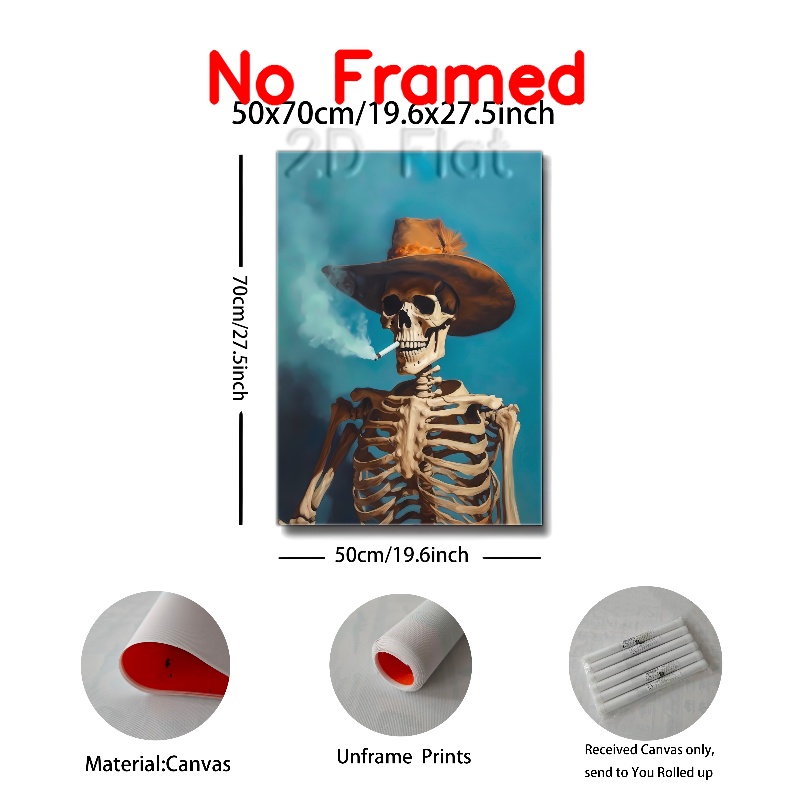 No Framed
50x70cm/19.6x27.5inch
2D Flat
70cm/27.5inch
50cm/19.6inch
Material:Canvas
Unframe Prints
Received Canvas only,
send to You Rolled up